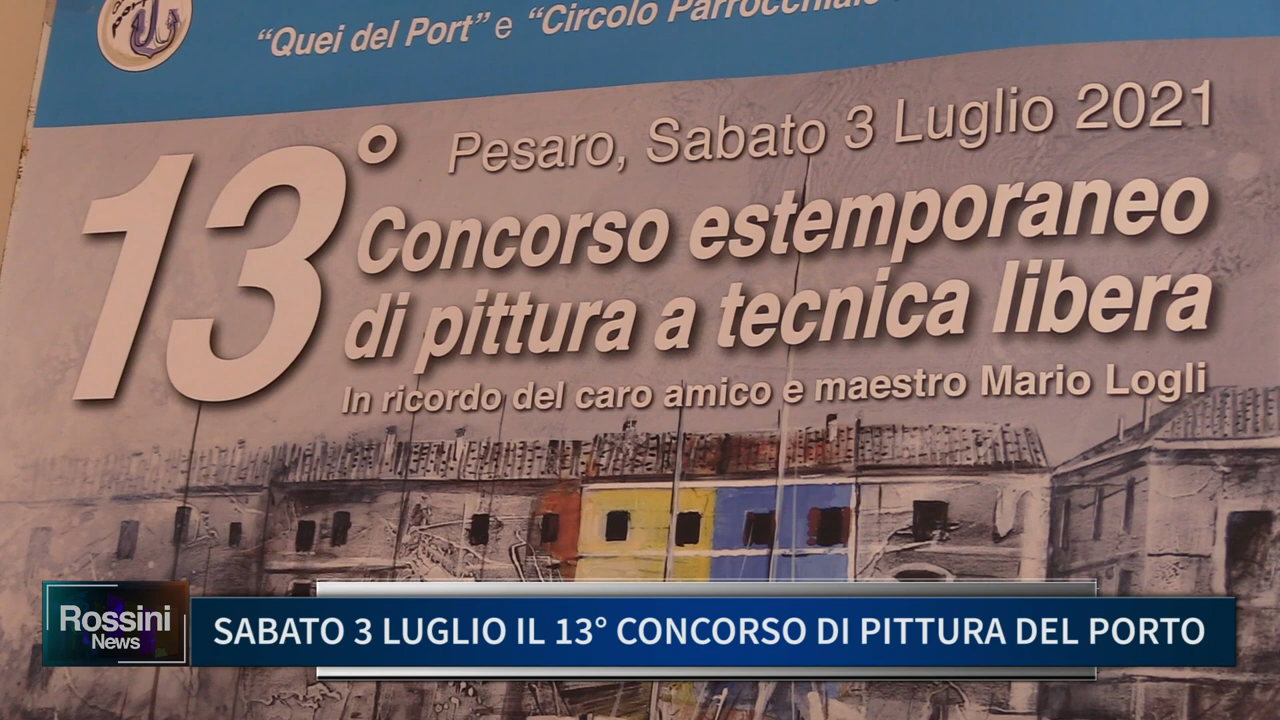 “Quei del Port” e “Circolo Parrocchiale
Pesaro, Sabato 3 Luglio 2021
13°
Concorso estemporaneo
di pittura a tecnica libera
In ricordo del caro amico e maestro Mario Logli
Rossini
News
SABATO 3 LUGLIO IL 13° CONCORSO DI PITTURA DEL PORTO